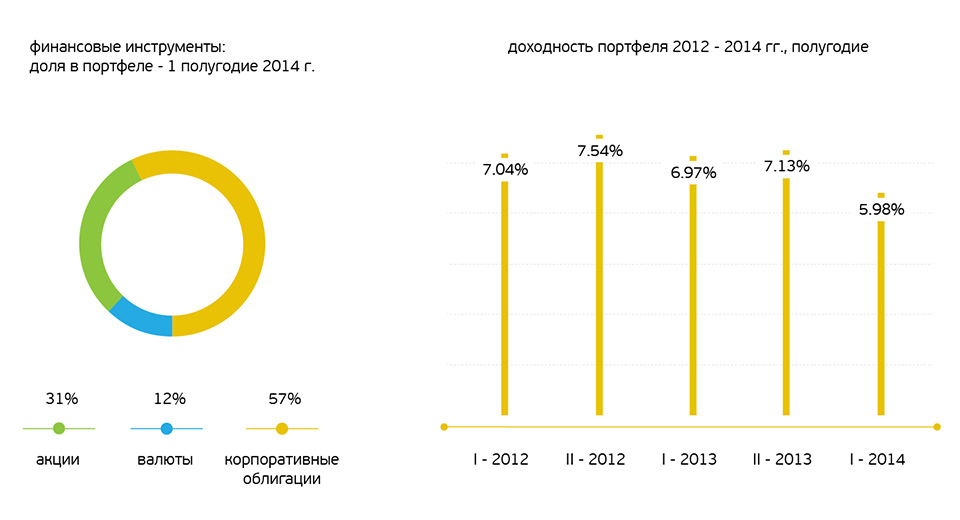 финансовые инструменты:
доля в портфеле - 1 полугодие 2014 г.
31%
12%
57%
акции
валюты
корпоративные
облигации
доходность портфеля 2012 - 2014 гг., полугодие
7.04%
7.54%
6.97%
7.13%
5.98%
I - 2012
II - 2012
I - 2013
II - 2013
I - 2014